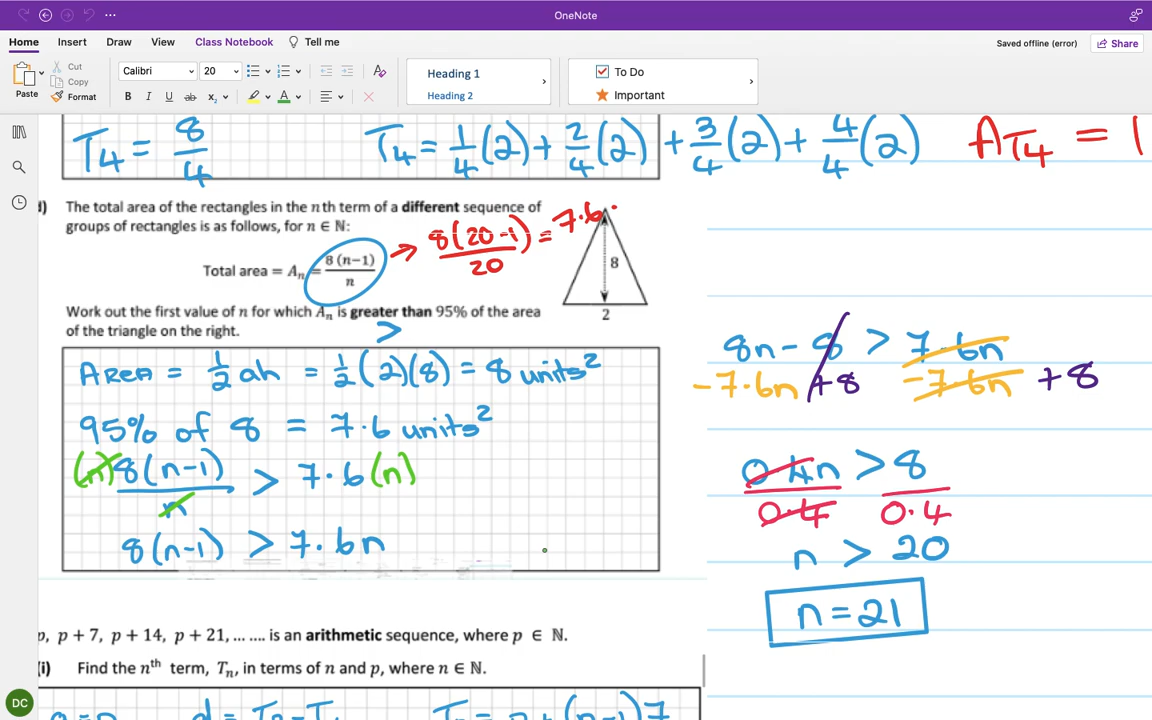 OneNote
Home Insert Draw View Class Notebook Tell me
Saved offline (error) Share
Paste Cut Copy Format
Calibri 20
B I U ab x₂ A
Heading 1
Heading 2
To Do
Important
T₄ = 8/4 T₄ = 1/4(2) + 2/4(2) + 3/4(2) + 4/4(2) AT₄ = 1
d) The total area of the rectangles in the n th term of a different sequence of
groups of rectangles is as follows, for n ∈ ℕ:
Total area = Aₙ = 8 (n−1)/n → 8(20−1)/20 = 7.6
8
2
Work out the first value of n for which Aₙ is greater than 95% of the area
of the triangle on the right.
>
AREA = 1/2 ah = 1/2 (2)(8) = 8 units²
95% of 8 = 7.6 units²
(n) 8(n−1)/n > 7.6 (n)
8(n−1) > 7.6n
8n − 8 > 7.6n
−7.6n +8 −7.6n +8
0.4n/0.4 > 8/0.4
n > 20
n = 21
p, p + 7, p + 14, p + 21, … …. is an arithmetic sequence, where p ∈ ℕ.
(i) Find the nᵗʰ term, Tₙ, in terms of n and p, where n ∈ ℕ.
DC